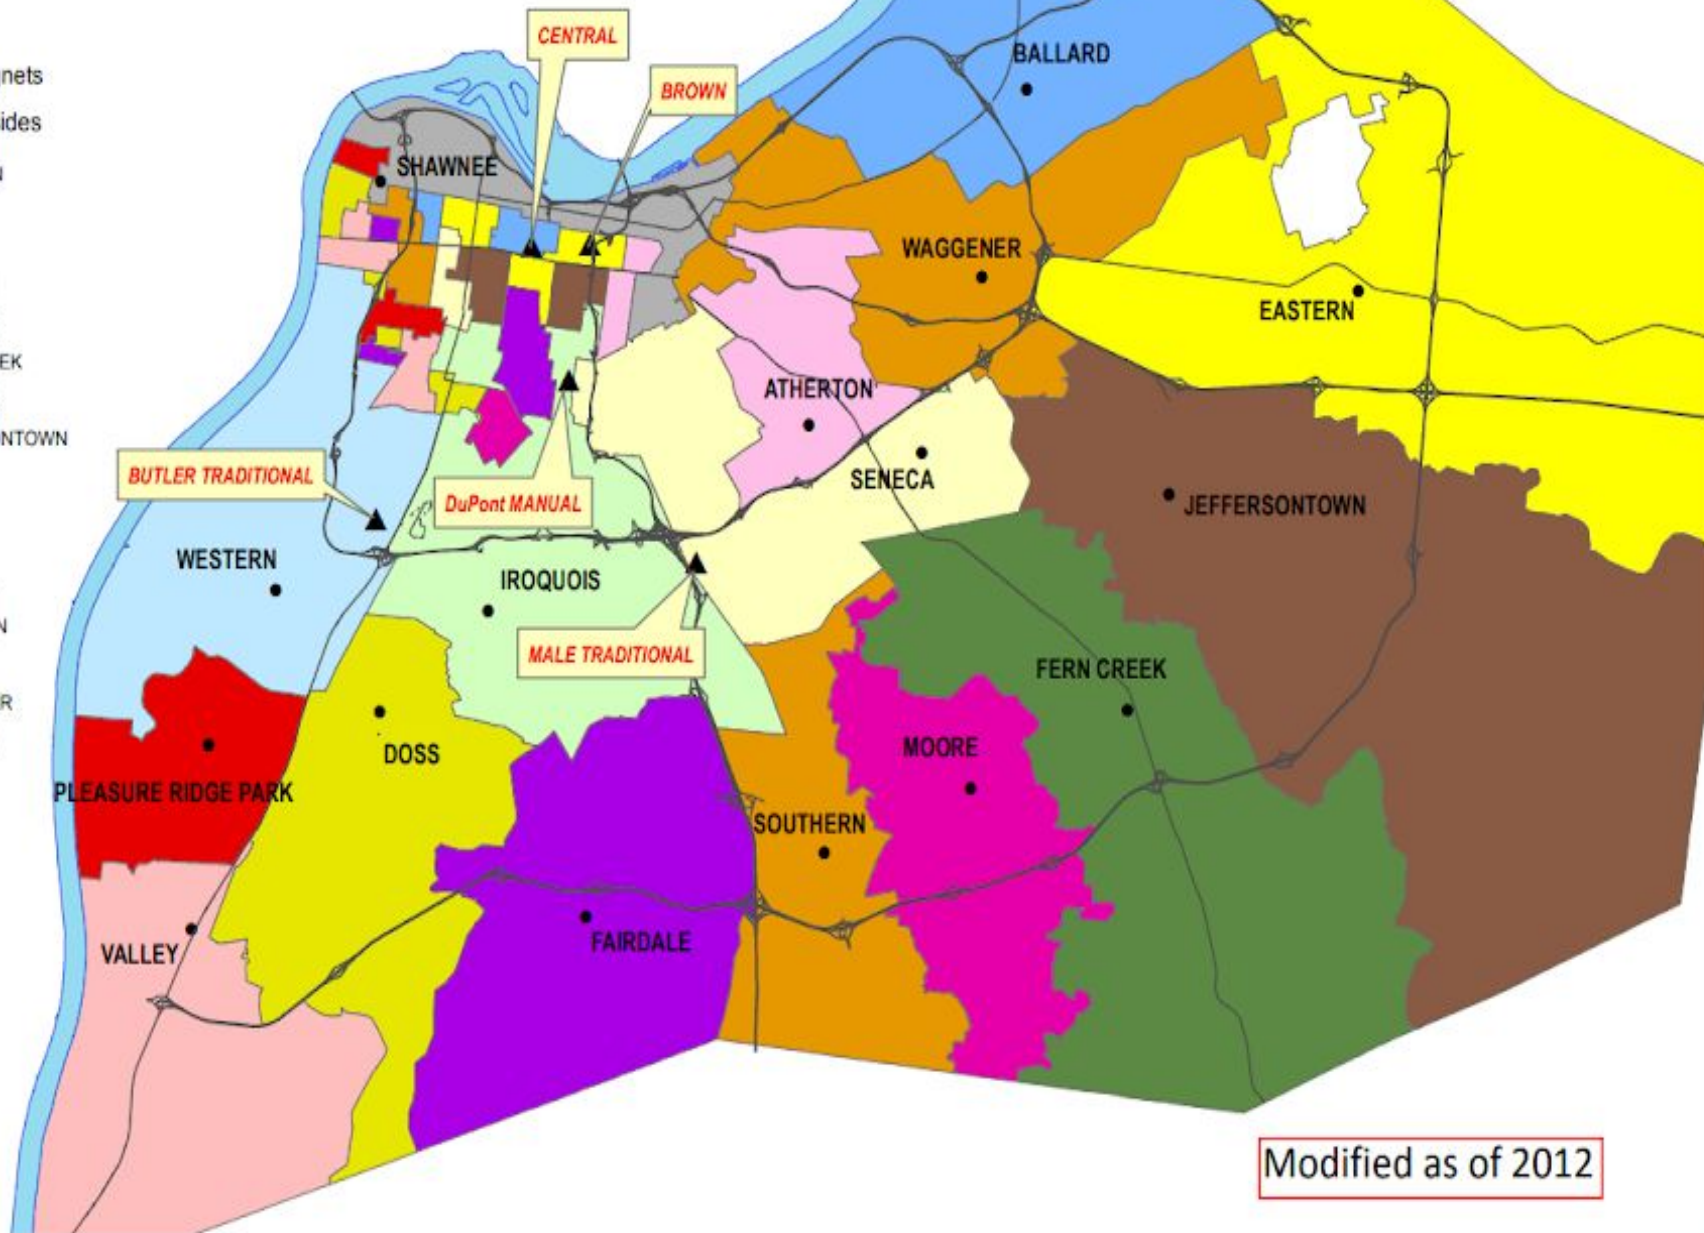 CENTRAL
BALLARD
nets
BROWN
ides
SHAWNEE
WAGGENER
EASTERN
EK
ATHERTON
NTOWN
BUTLER TRADITIONAL
SENECA
DuPont MANUAL
JEFFERSONTOWN
WESTERN
IROQUOIS
N
MALE TRADITIONAL
FERN CREEK
R
DOSS
MOORE
PLEASURE RIDGE PARK
SOUTHERN
FAIRDALE
VALLEY
Modified as of 2012